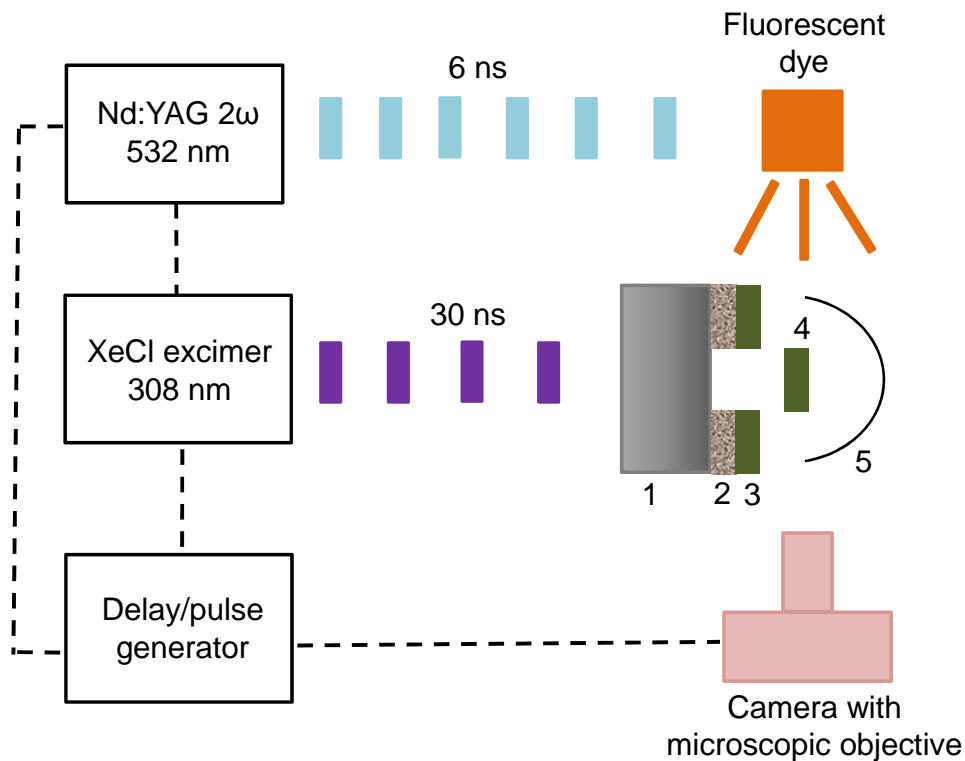 Fluorescent
dye
6 ns
Nd:YAG 2ω
532 nm
30 ns
XeCl excimer
308 nm
4
5
1
2
3
Delay/pulse
generator
Camera with
microscopic objective